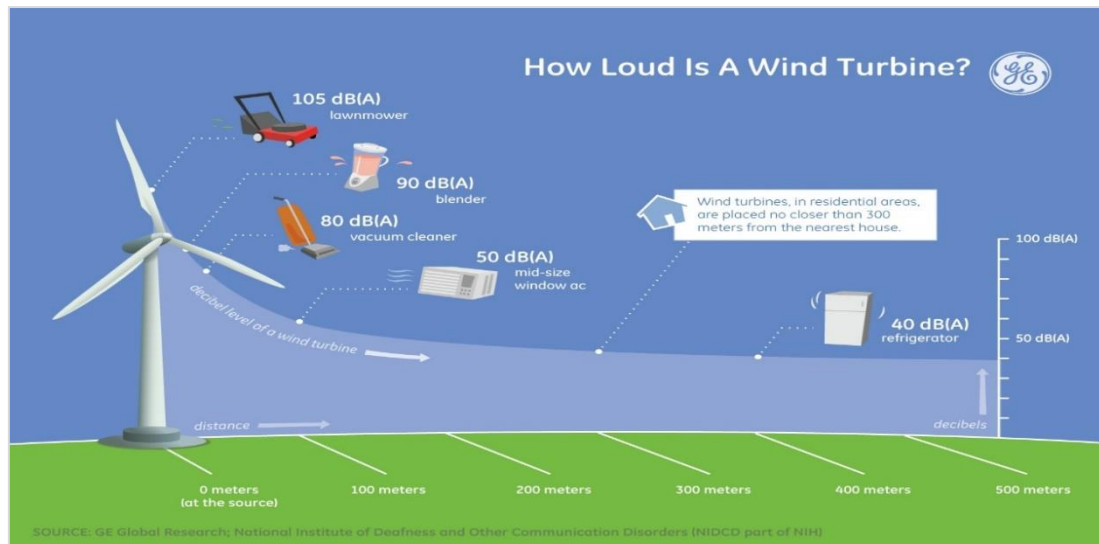 How Loud Is A Wind Turbine?
GE
105 dB(A)
lawnmower
90 dB(A)
blender
80 dB(A)
vacuum cleaner
50 dB(A)
mid-size
window ac
Wind turbines, in residential areas,
are placed no closer than 300
meters from the nearest house.
100 dB(A)
40 dB(A)
refrigerator
50 dB(A)
decibel level of a wind turbine
distance
decibels
0 meters
(at the source)
100 meters
200 meters
300 meters
400 meters
500 meters
SOURCE: GE Global Research; National Institute of Deafness and Other Communication Disorders (NIDCD part of NIH)